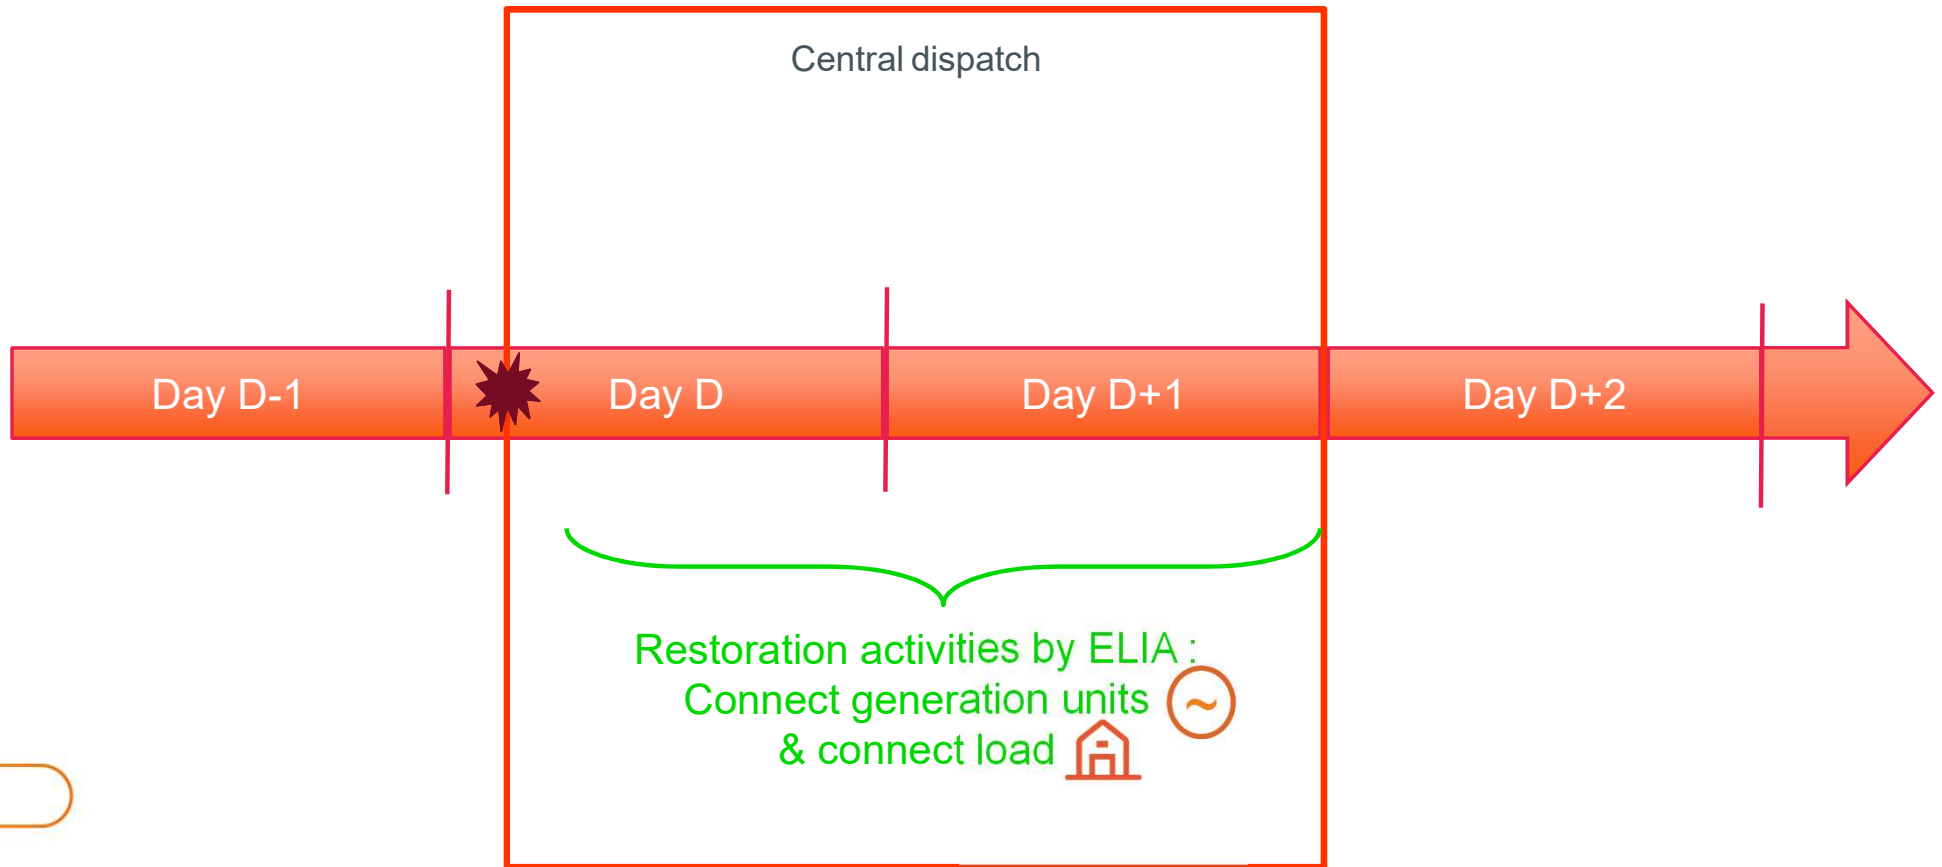 Central dispatch
Day D-1
Day D
Day D+1
Day D+2
Restoration activities by ELIA :
Connect generation units
& connect load